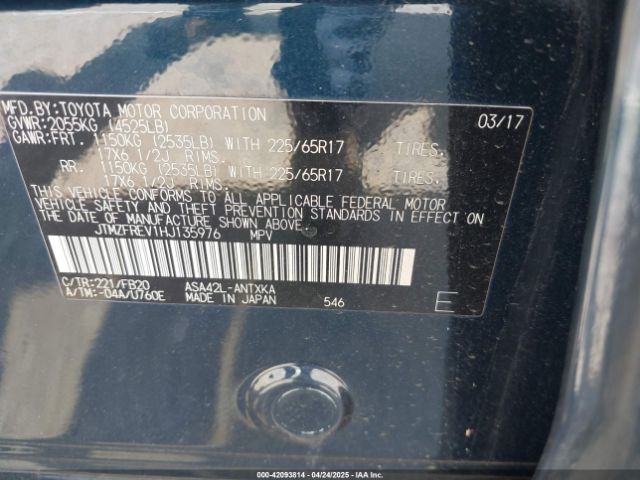 MFD.BY:TOYOTA MOTOR CORPORATION 03/17
GVWR:2055KG (4525LB)
GAWR:FRT. 1150KG (2535LB) WITH 225/65R17 TIRES.
17X6 1/2J RIMS.
RR. 1150KG (2535LB) WITH 225/65R17 TIRES.
17X6 1/2J RIMS.
THIS VEHICLE CONFORMS TO ALL APPLICABLE FEDERAL MOTOR
VEHICLE SAFETY AND THEFT PREVENTION STANDARDS IN EFFECT
ON THE DATE OF MANUFACTURE SHOWN ABOVE.
JTMZFREV1HJ135976 MPV
C/TR:221/FB20 ASA42L-ANTXKA
A/TM:-04A/U760E MADE IN JAPAN 546 E
000-42093814 - 04/24/2025 - IAA Inc.